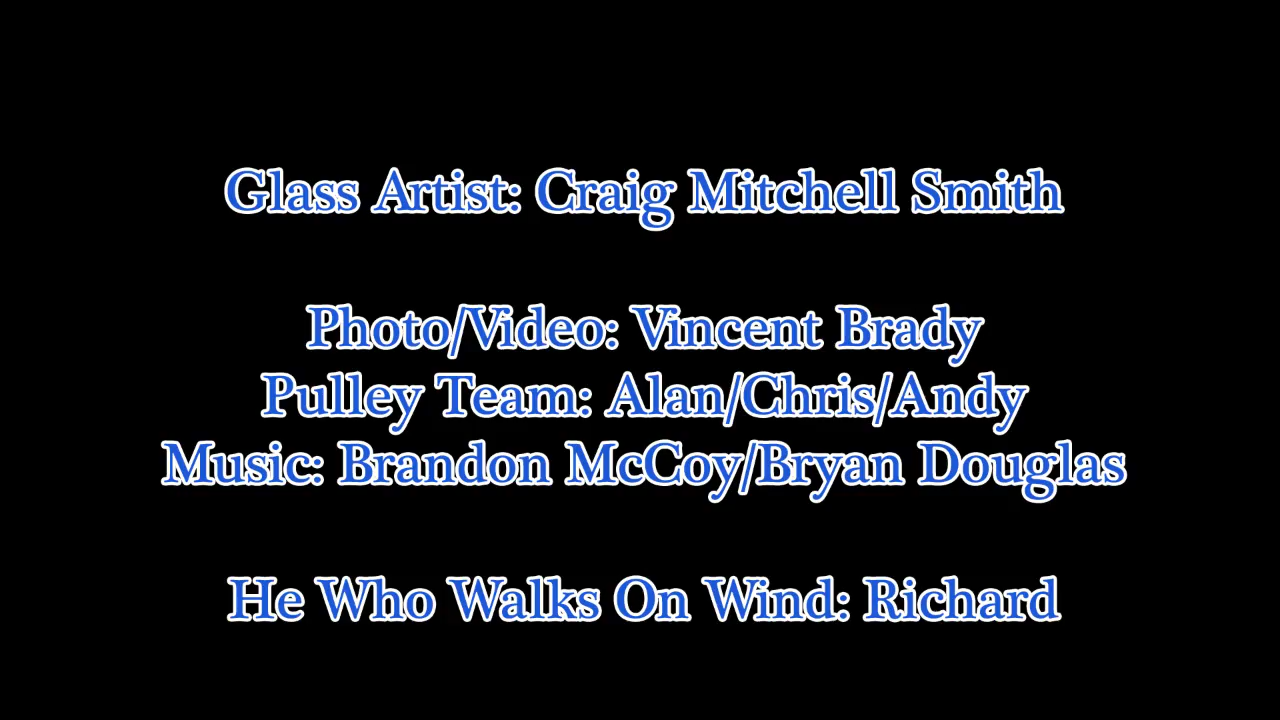 Glass Artist: Craig Mitchell Smith
Photo/Video: Vincent Brady
Pulley Team: Alan/Chris/Andy
Music: Brandon McCoy/Bryan Douglas
He Who Walks On Wind: Richard